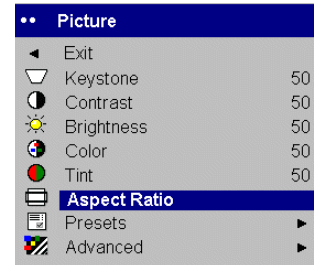 Picture
Exit
Keystone 50
Contrast 50
Brightness 50
Color 50
Tint 50
Aspect Ratio
Presets
Advanced